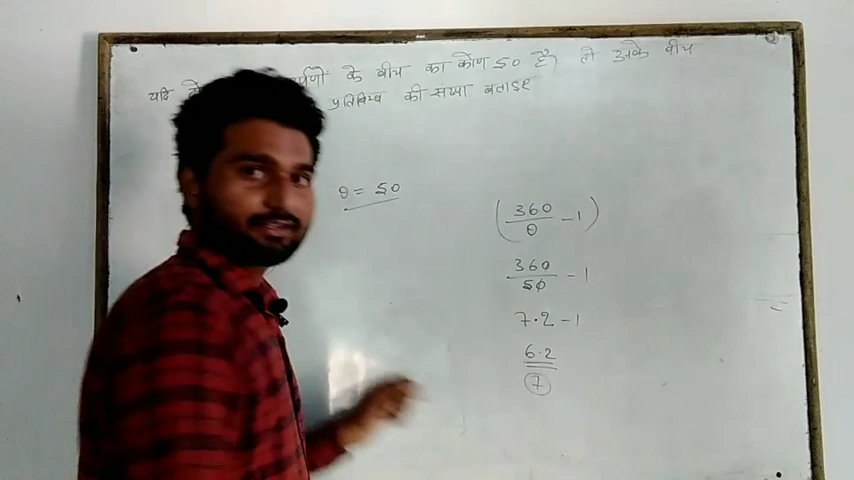 यदि र्पणो के बीच का कोण 50 है तो उनके बीच
प्रतिबिम्ब की संख्या बताइए
θ = 50
(360/θ - 1)
360/50 - 1
7.2 - 1
6.2
7